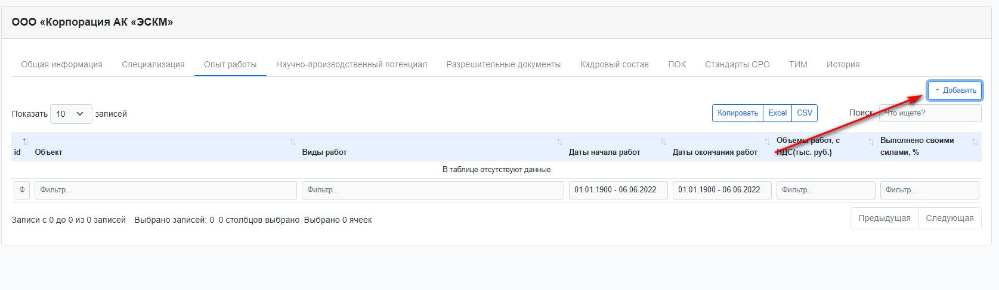 ООО «Корпорация АК «ЭСКМ»
Общая информация Специализация Опыт работы Научно-производственный потенциал Разрешительные документы Кадровый состав ПОК Стандарты СРО ТИМ История
+ Добавить
Показать 10 записей Копировать Excel CSV Поиск: Что ищете?
id Объект Виды работ Даты начала работ Даты окончания работ Объемы работ, с НДС(тыс. руб.) Выполнено своими силами, %
В таблице отсутствуют данные
Ф Фильтр... Фильтр... 01.01.1900 - 06.06.2022 01.01.1900 - 06.06.2022 Фильтр... Фильтр...
Записи с 0 до 0 из 0 записей Выбрано записей: 0 0 столбцов выбрано Выбрано 0 ячеек Предыдущая Следующая